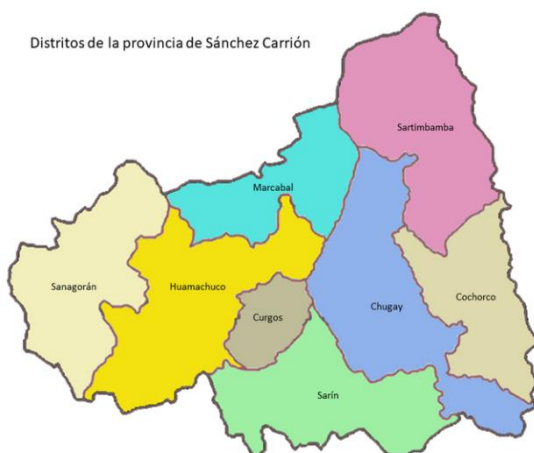 Distritos de la provincia de Sánchez Carrión
Sartimbamba
Marcabal
Sanagorán
Huamachuco
Curgos
Chugay
Cochorco
Sarín